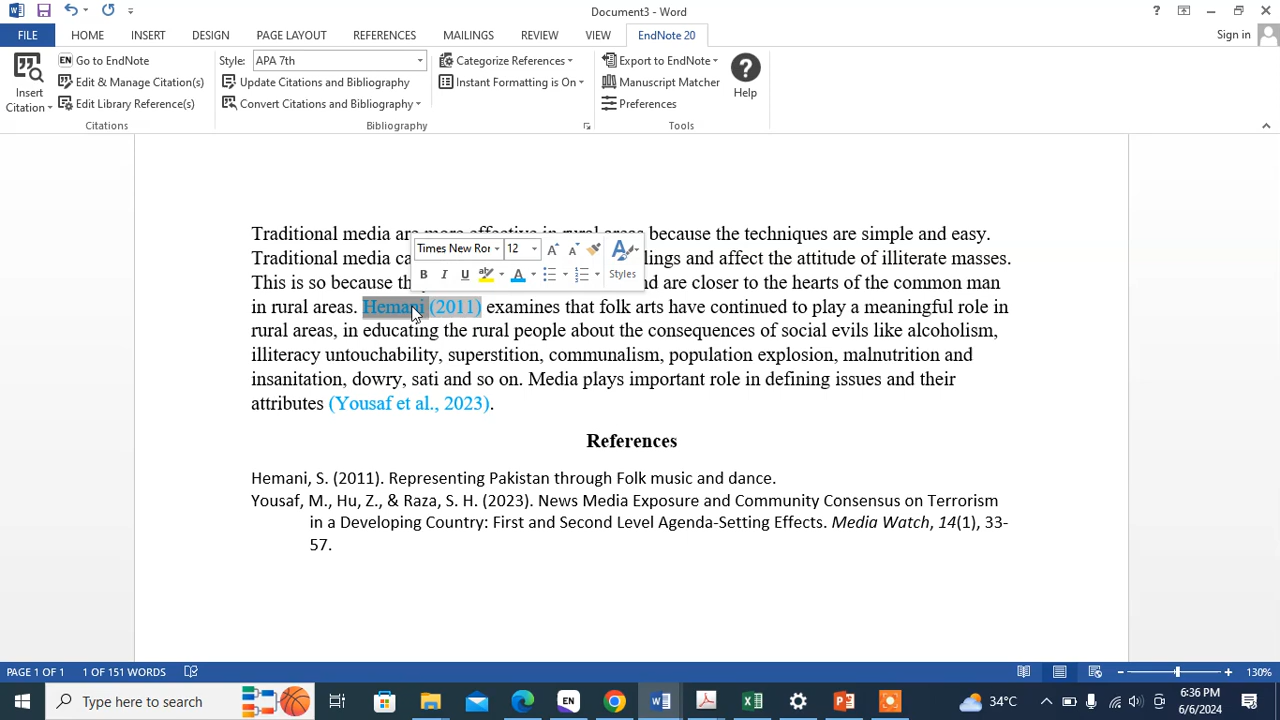 Document3 - Word
?
FILE HOME INSERT DESIGN PAGE LAYOUT REFERENCES MAILINGS REVIEW VIEW EndNote 20 Sign in
Insert Citation
EN Go to EndNote
Edit & Manage Citation(s)
Edit Library Reference(s)
Citations
Style: APA 7th
Update Citations and Bibliography
Convert Citations and Bibliography
Categorize References
Instant Formatting is On
Bibliography
Export to EndNote
Manuscript Matcher
Preferences
Tools
Help
Traditional media are more effective in rural areas because the techniques are simple and easy.
Times New Ror 12
Traditional media ca lings and affect the attitude of illiterate masses.
B I U ab A Styles
This is so because th nd are closer to the hearts of the common man
in rural areas. Hemani (2011) examines that folk arts have continued to play a meaningful role in
rural areas, in educating the rural people about the consequences of social evils like alcoholism,
illiteracy untouchability, superstition, communalism, population explosion, malnutrition and
insanitation, dowry, sati and so on. Media plays important role in defining issues and their
attributes (Yousaf et al., 2023).
References
Hemani, S. (2011). Representing Pakistan through Folk music and dance.
Yousaf, M., Hu, Z., & Raza, S. H. (2023). News Media Exposure and Community Consensus on Terrorism
in a Developing Country: First and Second Level Agenda-Setting Effects. Media Watch, 14(1), 33-
57.
PAGE 1 OF 1 1 OF 151 WORDS 130%
Type here to search EN 34°C 6:36 PM
6/6/2024